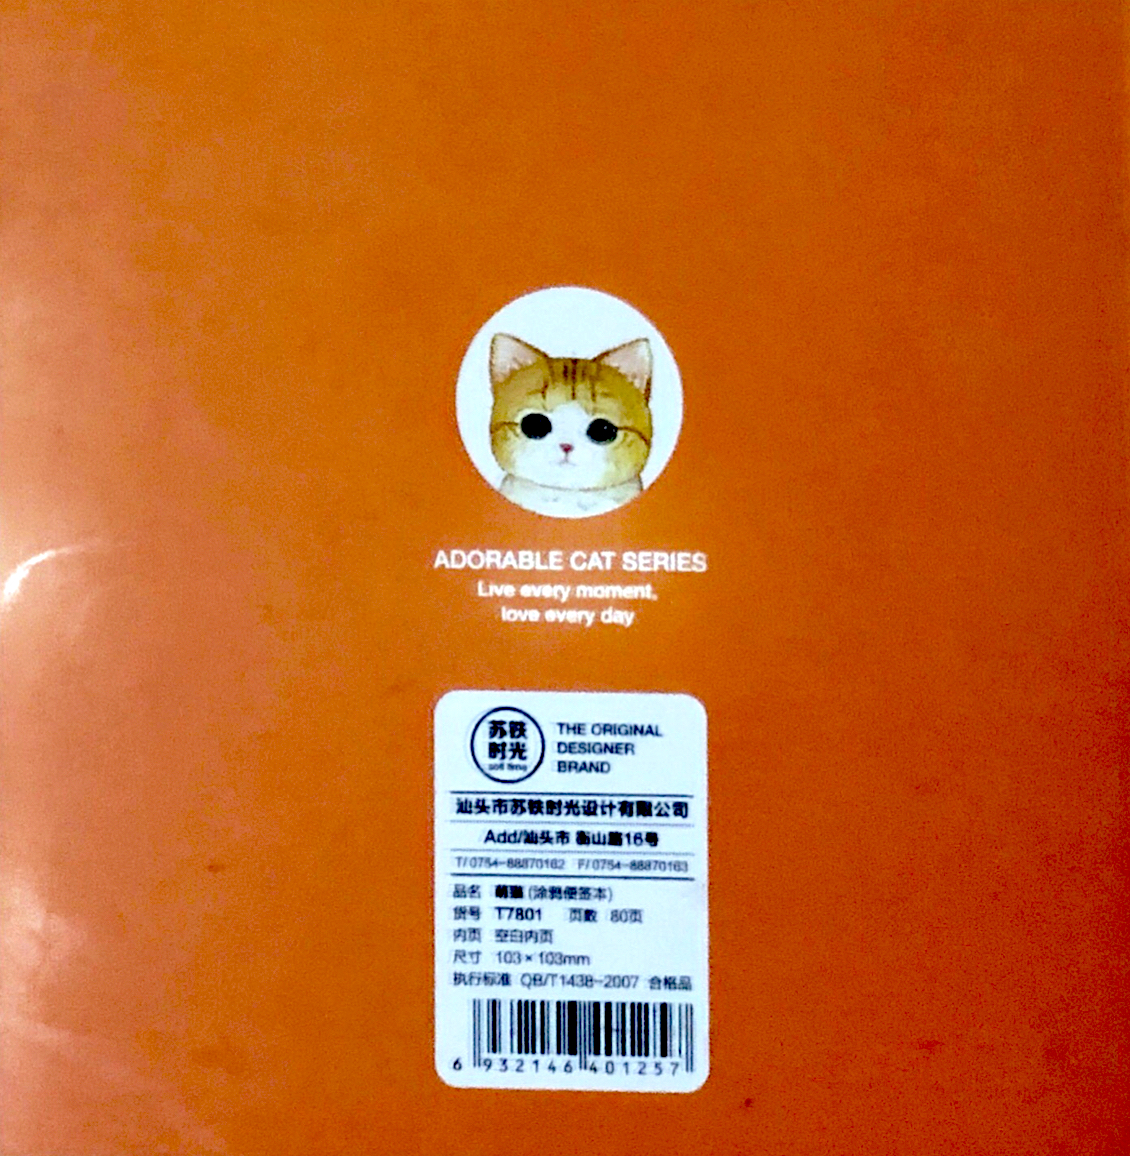 ADORABLE CAT SERIES
Live every moment,
love every day
苏铁
时光
THE ORIGINAL
DESIGNER
BRAND
汕头市苏铁时光设计有限公司
Add/汕头市 衡山路16号
T/0754-88870162 F/0754-88870163
品名 萌猫 (涂鸦便签本)
货号 T7801 页数 80页
内页 空白内页
尺寸 103×103mm
执行标准 QB/T1438-2007 合格品
6 932146 401257